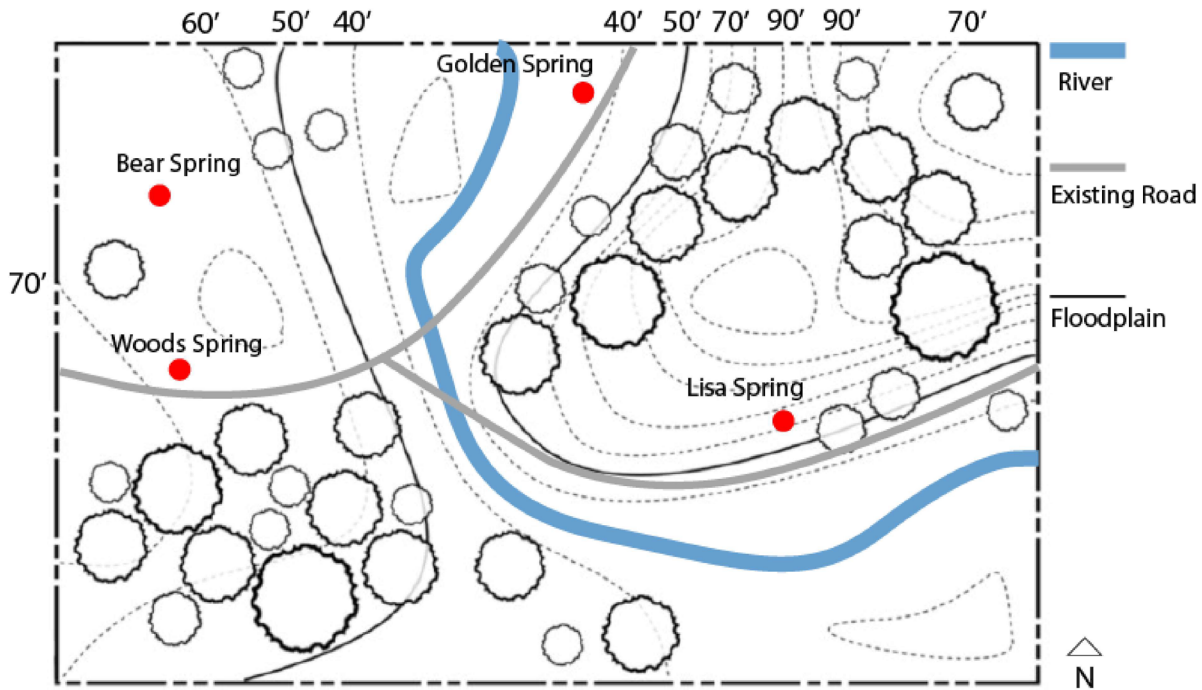 60’ 50’ 40’ 40’ 50’ 70’ 90’ 90’ 70’
Golden Spring
River
Bear Spring
Existing Road
70’
Floodplain
Woods Spring
Lisa Spring
N